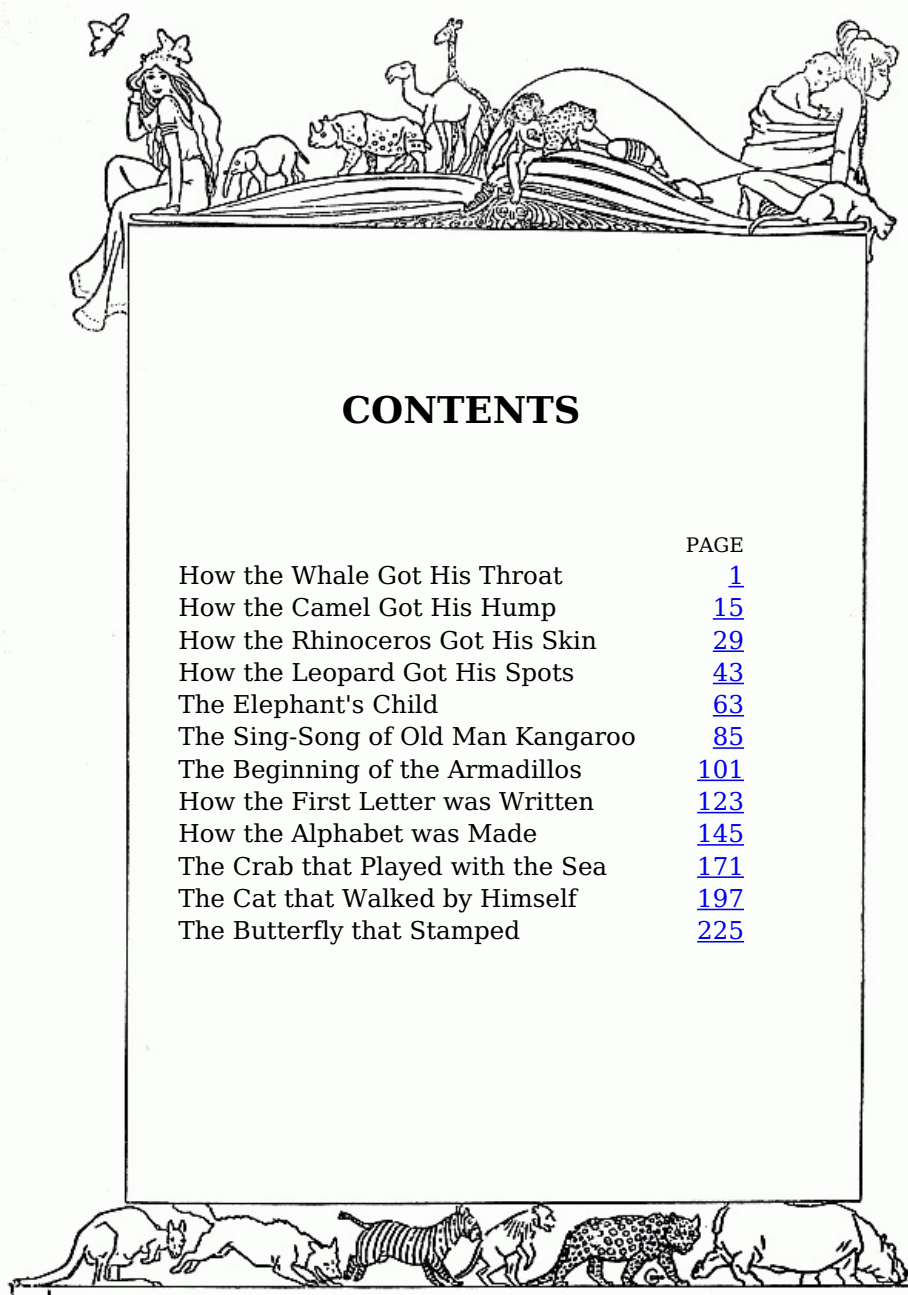 CONTENTS
PAGE
How the Whale Got His Throat 1
How the Camel Got His Hump 15
How the Rhinoceros Got His Skin 29
How the Leopard Got His Spots 43
The Elephant's Child 63
The Sing-Song of Old Man Kangaroo 85
The Beginning of the Armadillos 101
How the First Letter was Written 123
How the Alphabet was Made 145
The Crab that Played with the Sea 171
The Cat that Walked by Himself 197
The Butterfly that Stamped 225